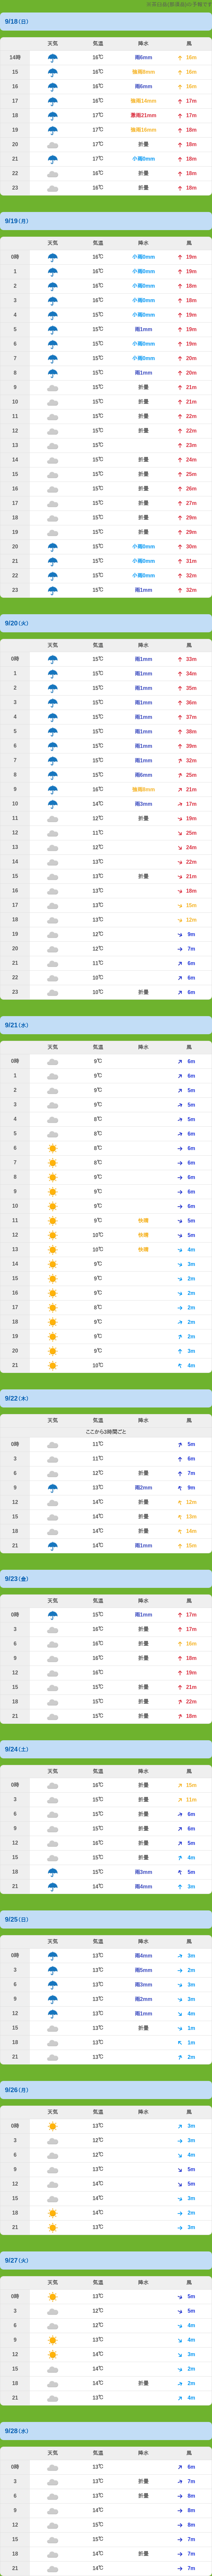 9/18(日)
天気 気温 降水 風
14時 16℃ 雨6mm 16m
15 16℃ 強雨8mm 16m
16 16℃ 雨6mm 16m
17 16℃ 強雨14mm 17m
18 17℃ 豪雨21mm 17m
19 17℃ 強雨16mm 18m
20 17℃ 折畳 18m
21 17℃ 小雨0mm 18m
22 16℃ 折畳 18m
23 16℃ 折畳 18m
9/19(月)
天気 気温 降水 風
0時 16℃ 小雨0mm 19m
1 16℃ 小雨0mm 19m
2 16℃ 小雨0mm 18m
3 16℃ 小雨0mm 18m
4 15℃ 小雨0mm 19m
5 15℃ 雨1mm 19m
6 15℃ 小雨0mm 19m
7 15℃ 小雨0mm 20m
8 15℃ 雨1mm 20m
9 15℃ 折畳 21m
10 15℃ 折畳 21m
11 15℃ 折畳 22m
12 15℃ 折畳 22m
13 15℃ 23m
14 15℃ 折畳 24m
15 15℃ 折畳 25m
16 15℃ 折畳 26m
17 15℃ 折畳 27m
18 15℃ 折畳 29m
19 15℃ 折畳 29m
20 15℃ 小雨0mm 30m
21 15℃ 小雨0mm 31m
22 15℃ 小雨0mm 32m
23 15℃ 雨1mm 32m
9/20(火)
天気 気温 降水 風
0時 15℃ 雨1mm 33m
1 15℃ 雨1mm 34m
2 15℃ 雨1mm 35m
3 15℃ 雨1mm 36m
4 15℃ 雨1mm 37m
5 15℃ 雨1mm 38m
6 15℃ 雨1mm 39m
7 15℃ 雨1mm 32m
8 15℃ 雨6mm 25m
9 16℃ 強雨8mm 21m
10 14℃ 雨3mm 17m
11 12℃ 折畳 19m
12 11℃ 25m
13 12℃ 24m
14 13℃ 22m
15 13℃ 折畳 21m
16 13℃ 18m
17 13℃ 15m
18 13℃ 12m
19 12℃ 9m
20 12℃ 7m
21 11℃ 6m
22 10℃ 6m
23 10℃ 折畳 6m
9/21(水)
天気 気温 降水 風
0時 9℃ 6m
1 9℃ 6m
2 9℃ 5m
3 9℃ 5m
4 8℃ 5m
5 8℃ 6m
6 8℃ 6m
7 8℃ 6m
8 9℃ 6m
9 9℃ 6m
10 9℃ 6m
11 9℃ 秋晴 5m
12 10℃ 秋晴 5m
13 10℃ 秋晴 4m
14 9℃ 3m
15 9℃ 2m
16 9℃ 2m
17 8℃ 2m
18 9℃ 2m
19 9℃ 2m
20 9℃ 3m
21 10℃ 4m
9/22(木)
天気 気温 降水 風
ここから3時間ごと
0時 11℃ 5m
3 11℃ 6m
6 12℃ 折畳 7m
9 13℃ 雨2mm 9m
12 14℃ 折畳 12m
15 14℃ 折畳 13m
18 14℃ 折畳 14m
21 14℃ 雨1mm 15m
9/23(金)
天気 気温 降水 風
0時 15℃ 雨1mm 17m
3 16℃ 折畳 17m
6 16℃ 折畳 16m
9 16℃ 折畳 18m
12 16℃ 19m
15 15℃ 折畳 21m
18 15℃ 折畳 22m
21 15℃ 折畳 18m
9/24(土)
天気 気温 降水 風
0時 16℃ 折畳 15m
3 15℃ 折畳 11m
6 15℃ 折畳 6m
9 15℃ 折畳 6m
12 16℃ 折畳 5m
15 15℃ 折畳 4m
18 15℃ 雨3mm 5m
21 14℃ 雨4mm 3m
9/25(日)
天気 気温 降水 風
0時 13℃ 雨4mm 3m
3 13℃ 雨5mm 2m
6 13℃ 雨3mm 3m
9 13℃ 雨2mm 3m
12 13℃ 雨1mm 4m
15 13℃ 折畳 1m
18 13℃ 1m
21 13℃ 2m
9/26(月)
天気 気温 降水 風
0時 13℃ 3m
3 12℃ 3m
6 12℃ 4m
9 13℃ 5m
12 14℃ 5m
15 14℃ 3m
18 14℃ 2m
21 13℃ 3m
9/27(火)
天気 気温 降水 風
0時 13℃ 5m
3 12℃ 5m
6 12℃ 4m
9 13℃ 4m
12 14℃ 3m
15 14℃ 2m
18 14℃ 折畳 2m
21 13℃ 4m
9/28(水)
天気 気温 降水 風
0時 13℃ 6m
3 13℃ 折畳 7m
6 13℃ 折畳 8m
9 14℃ 8m
12 15℃ 8m
15 15℃ 7m
18 14℃ 折畳 7m
21 14℃ 7m